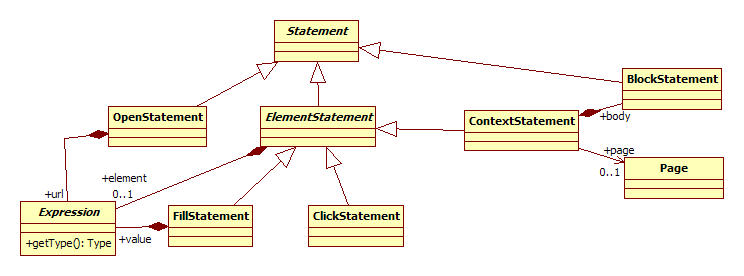 Statement
BlockStatement
OpenStatement
ElementStatement
ContextStatement
+body
+page
0..1
Page
+element
0..1
+url
Expression
+getType(): Type
+value
FillStatement
ClickStatement